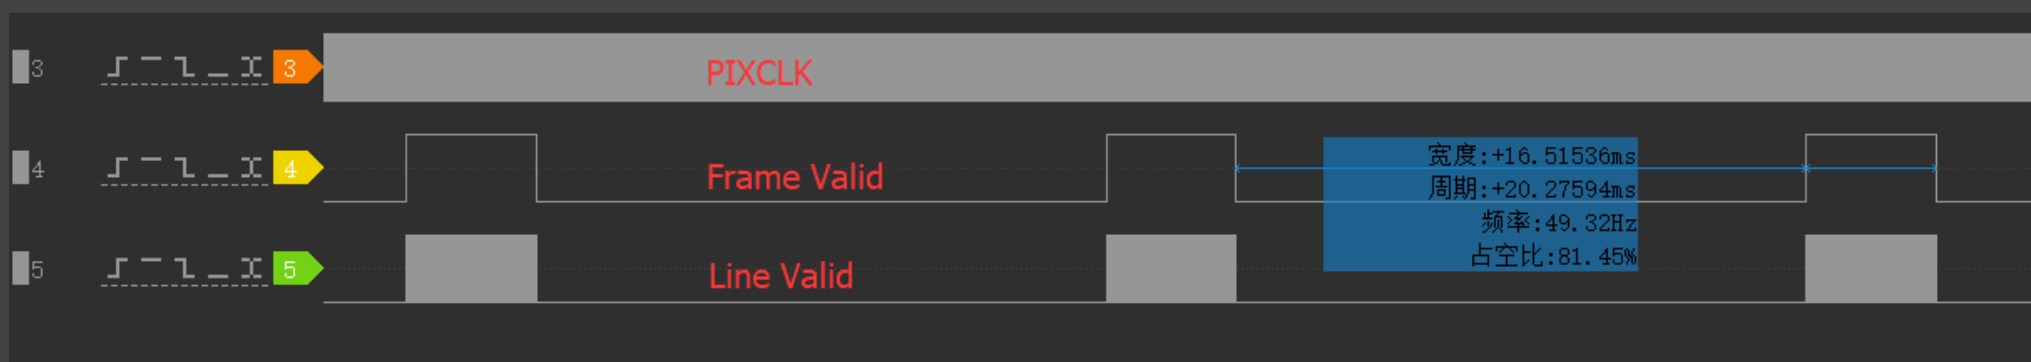 3 3 PIXCLK
4 4 Frame Valid
宽度:+16.51536ms
周期:+20.27594ms
频率:49.32Hz
占空比:81.45%
5 5 Line Valid